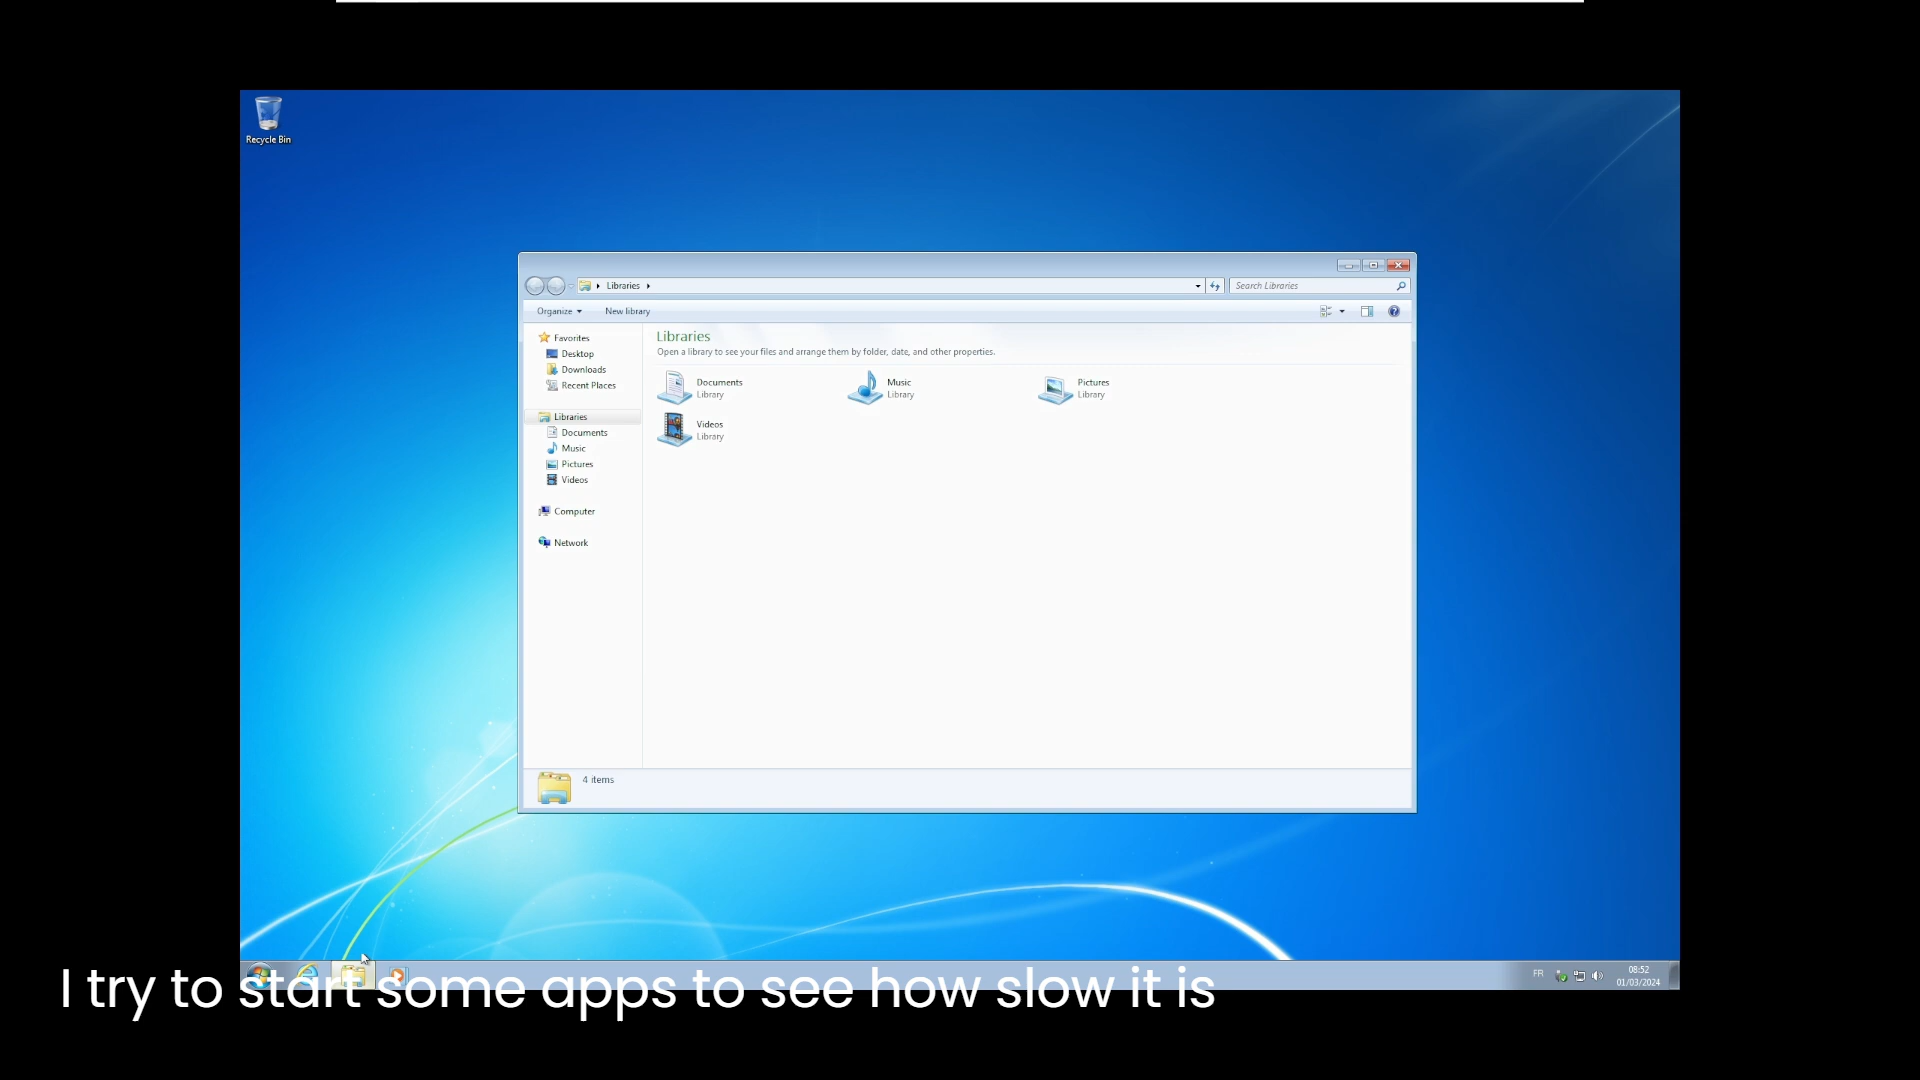 Recycle Bin
Libraries
Search Libraries
Organize
New library
Favorites
Desktop
Downloads
Recent Places
Libraries
Documents
Music
Pictures
Videos
Computer
Network
Libraries
Open a library to see your files and arrange them by folder, date, and other properties.
Documents
Library
Music
Library
Pictures
Library
Videos
Library
4 items
FR
08:52
01/03/2024
I try to start some apps to see how slow it is